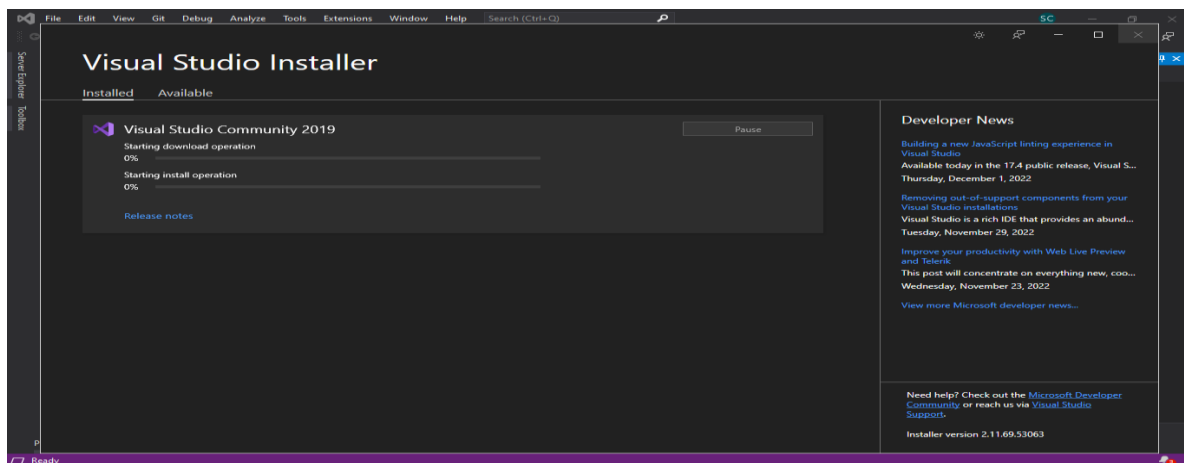 File Edit View Git Debug Analyze Tools Extensions Window Help Search (Ctrl+Q) SC
Server Explorer
Toolbox
Visual Studio Installer
Installed Available
Visual Studio Community 2019
Pause
Starting download operation
0%
Starting install operation
0%
Release notes
Developer News
Building a new JavaScript linting experience in
Visual Studio
Available today in the 17.4 public release, Visual S...
Thursday, December 1, 2022
Removing out-of-support components from your
Visual Studio installations
Visual Studio is a rich IDE that provides an abund...
Tuesday, November 29, 2022
Improve your productivity with Web Live Preview
and Telerik
This post will concentrate on everything new, coo...
Wednesday, November 23, 2022
View more Microsoft developer news...
Need help? Check out the Microsoft Developer
Community or reach us via Visual Studio
Support.
Installer version 2.11.69.53063
P
Ready